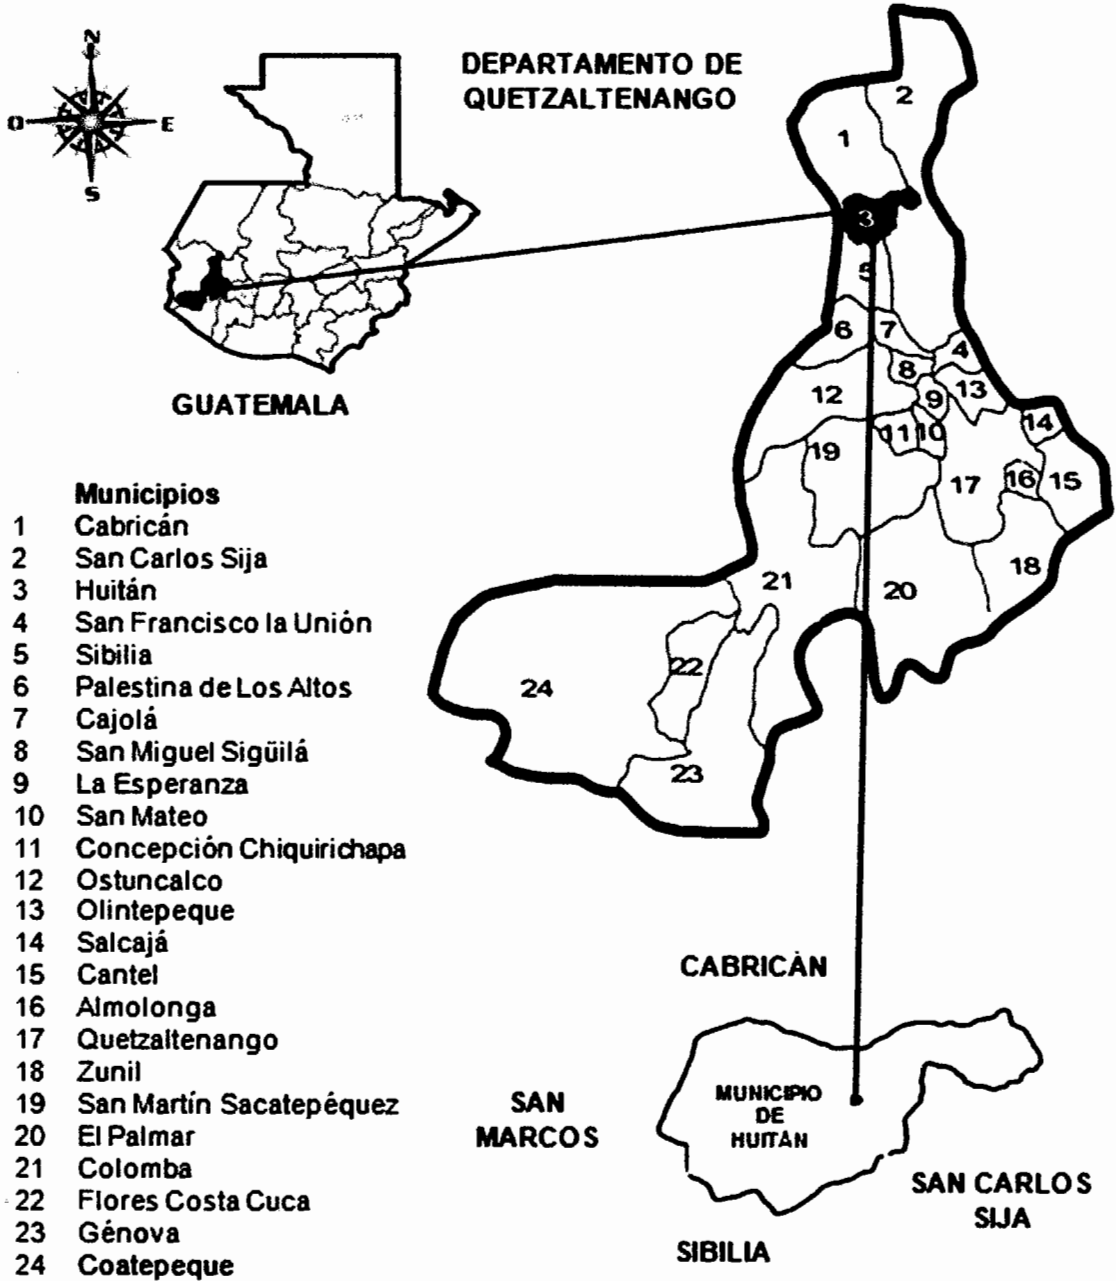 N
O E
S
DEPARTAMENTO DE
QUETZALTENANGO
GUATEMALA
2
1
3
5
6 7
4
8
12 9 13
14
11 10
19
17 16 15
18
21
20
22
24
23
Municipios
1 Cabricán
2 San Carlos Sija
3 Huitán
4 San Francisco la Unión
5 Sibilia
6 Palestina de Los Altos
7 Cajolá
8 San Miguel Sigüilá
9 La Esperanza
10 San Mateo
11 Concepción Chiquirichapa
12 Ostuncalco
13 Olintepeque
14 Salcajá
15 Cantel
16 Almolonga
17 Quetzaltenango
18 Zunil
19 San Martín Sacatepéquez
20 El Palmar
21 Colomba
22 Flores Costa Cuca
23 Génova
24 Coatepeque
CABRICÀN
MUNICIPIO
DE
HUITÁN
SAN
MARCOS
SAN CARLOS
SIJA
SIBILIA